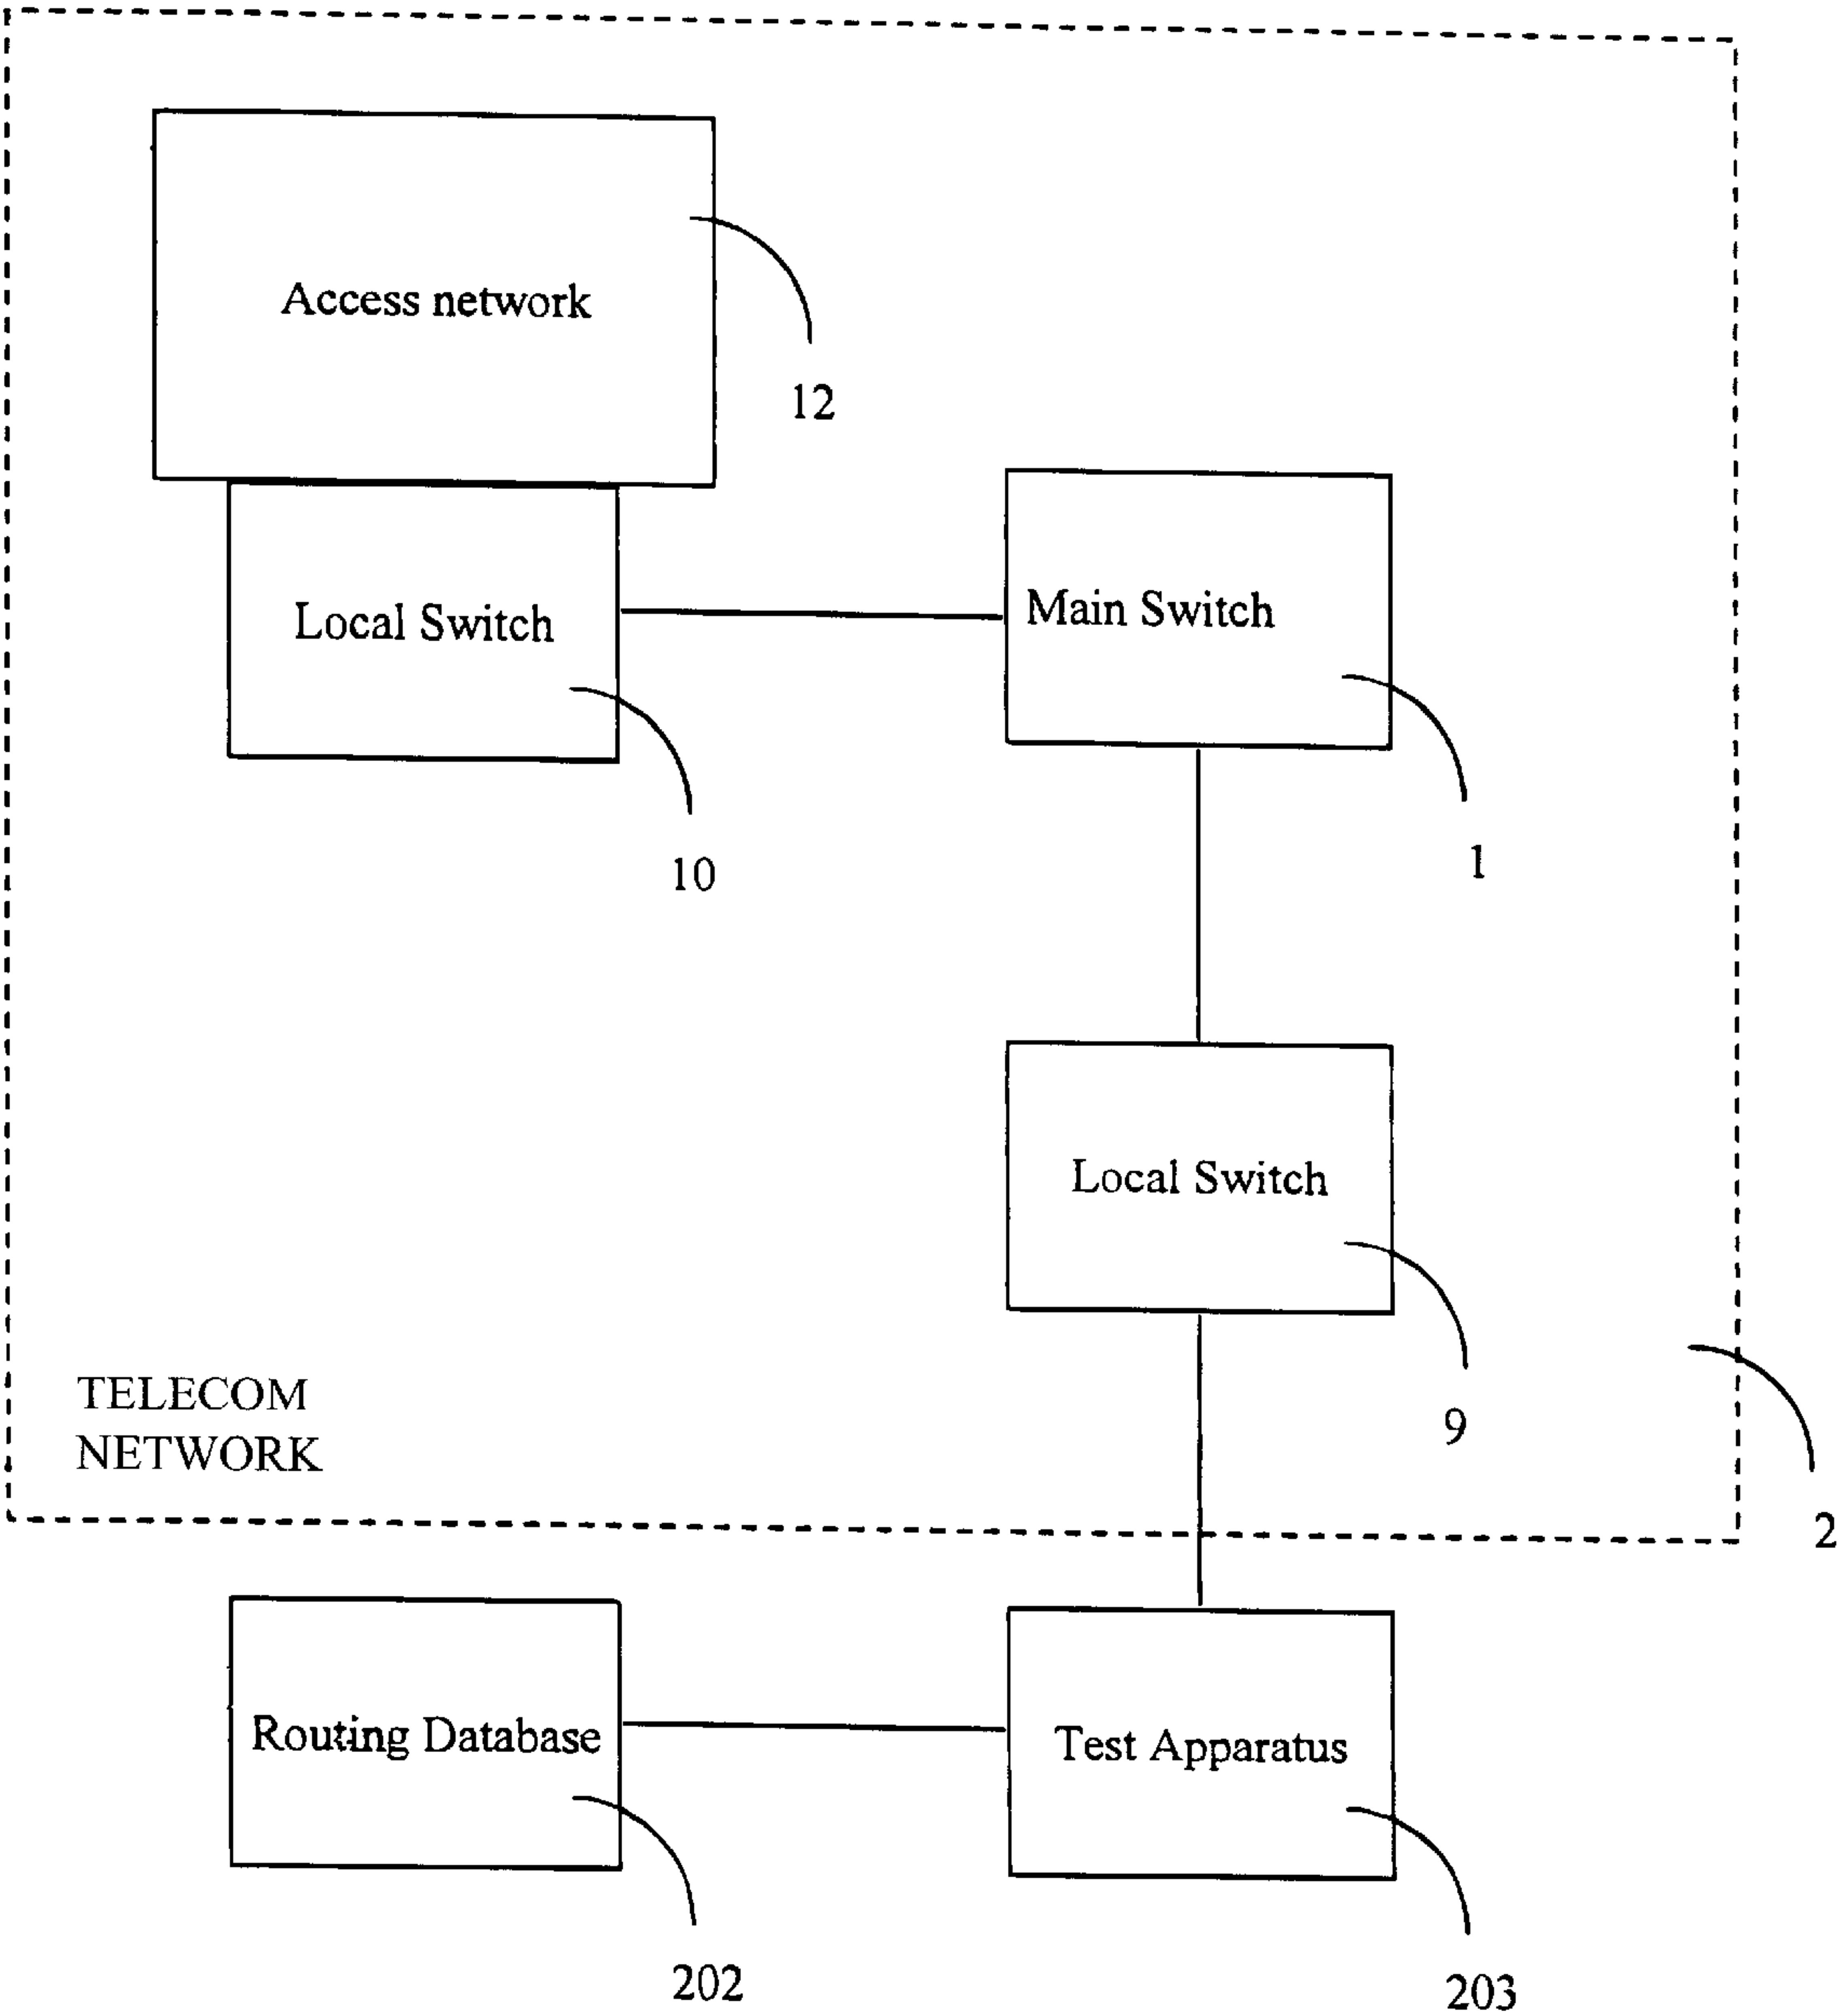 Access network
12
Local Switch
Main Switch
10
1
Local Switch
9
TELECOM
NETWORK
2
Routing Database
Test Apparatus
202
203